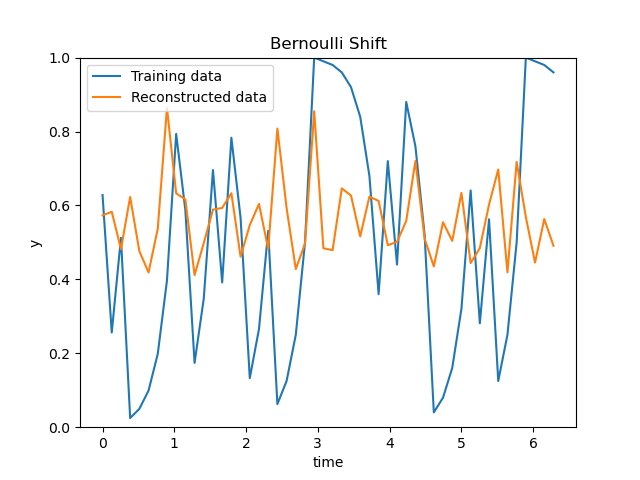 Bernoulli Shift
Training data
Reconstructed data
1.0
0.8
0.6
0.4
0.2
0.0
y
0 1 2 3 4 5 6
time